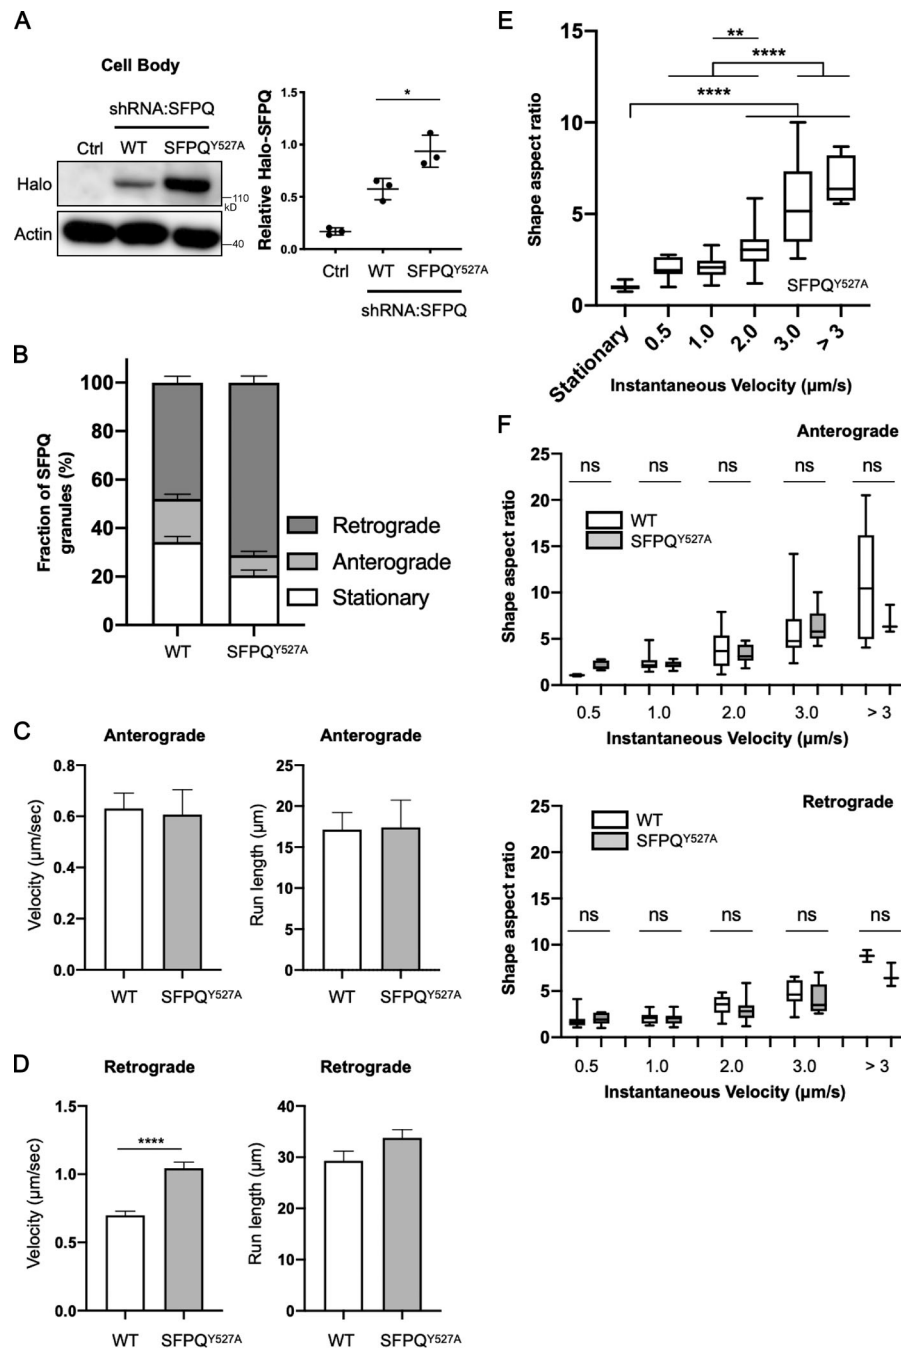 A
Cell Body
shRNA:SFPQ
Ctrl WT SFPQY527A
Halo
110
kD
Actin
40
Relative Halo-SFPQ
1.5
1.0
0.5
0.0
*
Ctrl WT SFPQY527A
shRNA:SFPQ
B
Fraction of SFPQ
granules (%)
100
80
60
40
20
0
WT SFPQY527A
Retrograde
Anterograde
Stationary
C
Anterograde
Velocity (µm/sec)
0.8
0.6
0.4
0.2
0.0
WT SFPQY527A
Anterograde
Run length (µm)
25
20
15
10
5
0
WT SFPQY527A
D
Retrograde
Velocity (µm/sec)
1.5
1.0
0.5
0.0
****
WT SFPQY527A
Retrograde
Run length (µm)
40
30
20
10
0
WT SFPQY527A
E
Shape aspect ratio
15
10
5
0
**
****
****
SFPQY527A
Stationary 0.5 1.0 2.0 3.0 > 3
Instantaneous Velocity (µm/s)
F
Anterograde
Shape aspect ratio
25
20
15
10
5
0
ns ns ns ns ns
WT
SFPQY527A
0.5 1.0 2.0 3.0 > 3
Instantaneous Velocity (µm/s)
Retrograde
Shape aspect ratio
25
20
15
10
5
0
WT
SFPQY527A
ns ns ns ns ns
0.5 1.0 2.0 3.0 > 3
Instantaneous Velocity (µm/s)